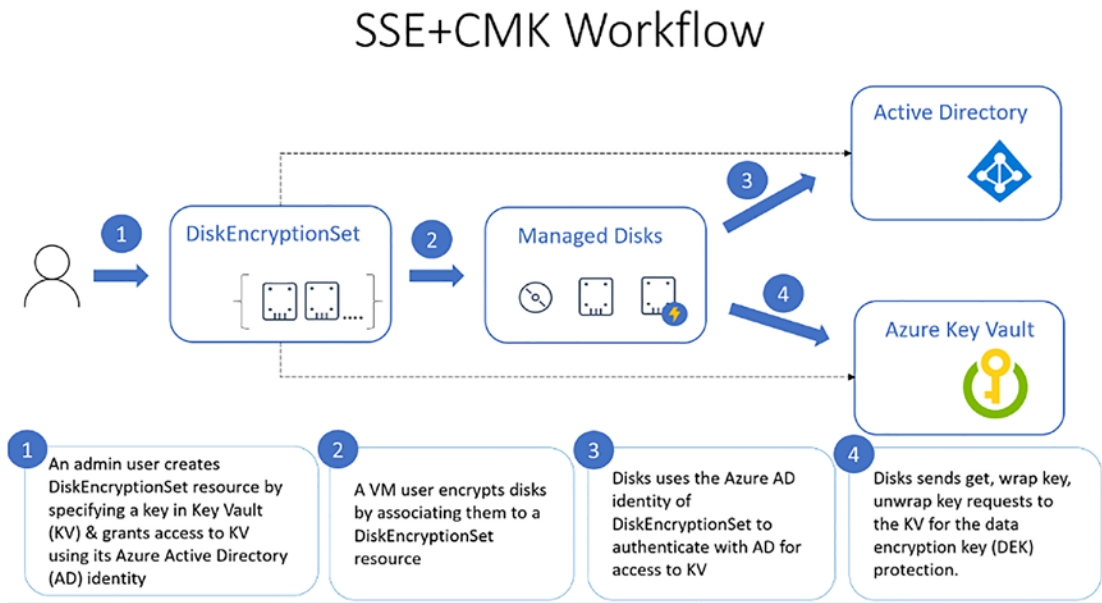 SSE+CMK Workflow
Active Directory
3
1
DiskEncryptionSet
2
Managed Disks
4
Azure Key Vault
1
An admin user creates
DiskEncryptionSet resource by
specifying a key in Key Vault
(KV) & grants access to KV
using its Azure Active Directory
(AD) identity
2
A VM user encrypts disks
by associating them to a
DiskEncryptionSet
resource
3
Disks uses the Azure AD
identity of
DiskEncryptionSet to
authenticate with AD for
access to KV
4
Disks sends get, wrap key,
unwrap key requests to
the KV for the data
encryption key (DEK)
protection.